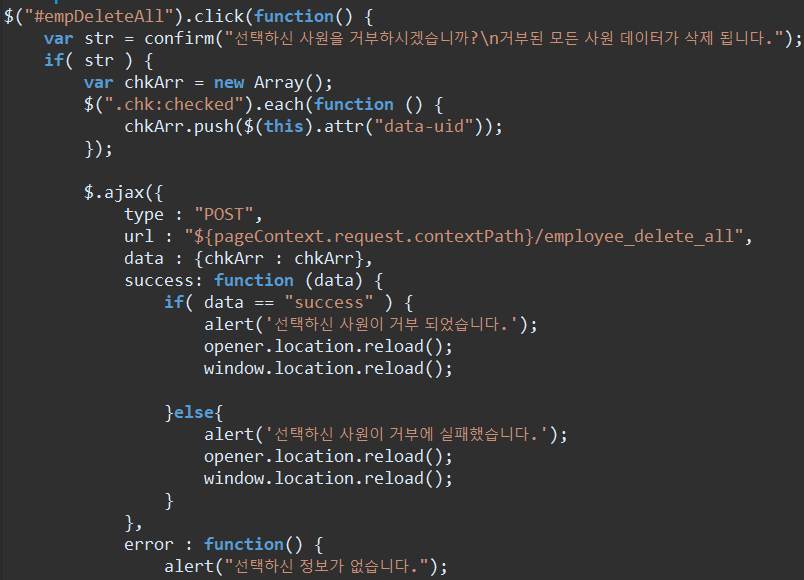 $("#empDeleteAll").click(function() {
var str = confirm("선택하신 사원을 거부하시겠습니까?\n거부된 모든 사원 데이터가 삭제 됩니다.");
if( str ) {
var chkArr = new Array();
$(".chk:checked").each(function () {
chkArr.push($(this).attr("data-uid"));
});
$.ajax({
type : "POST",
url : "${pageContext.request.contextPath}/employee_delete_all",
data : {chkArr : chkArr},
success: function (data) {
if( data == "success" ) {
alert('선택하신 사원이 거부 되었습니다.');
opener.location.reload();
window.location.reload();
}else{
alert('선택하신 사원이 거부에 실패했습니다.');
opener.location.reload();
window.location.reload();
}
},
error : function() {
alert("선택하신 정보가 없습니다.");